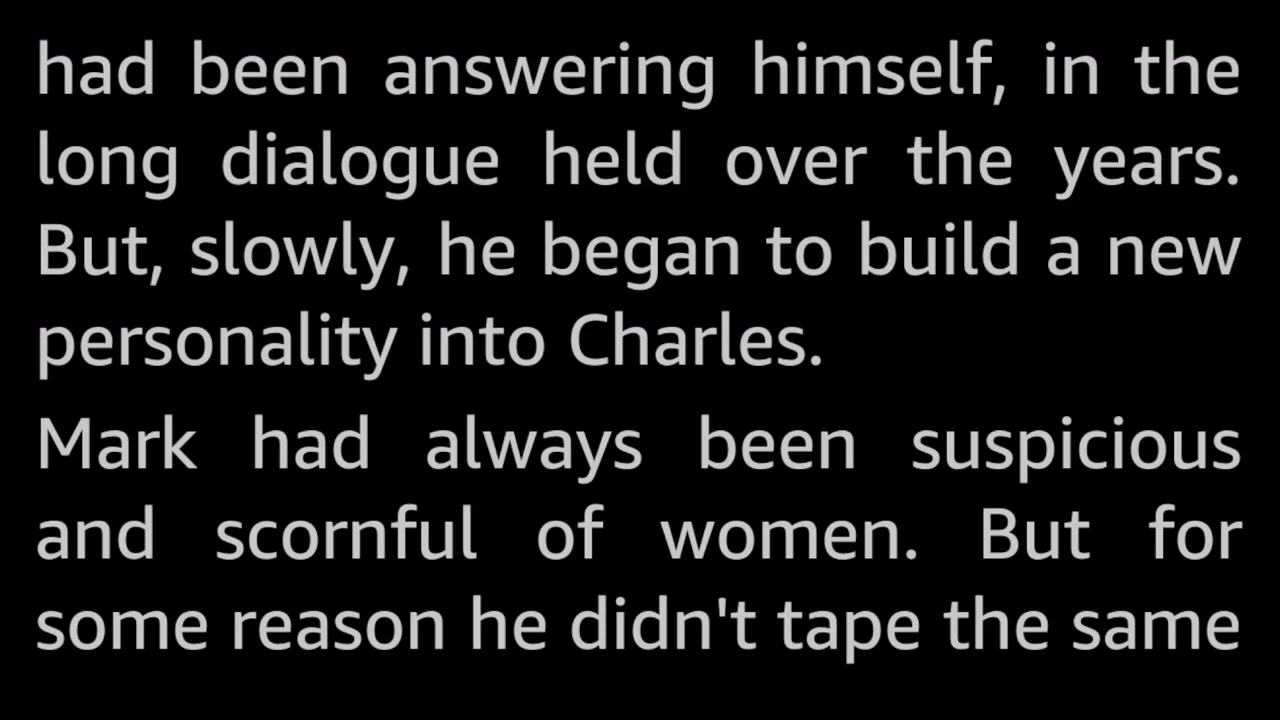 had been answering himself, in the
long dialogue held over the years.
But, slowly, he began to build a new
personality into Charles.
Mark had always been suspicious
and scornful of women. But for
some reason he didn't tape the same